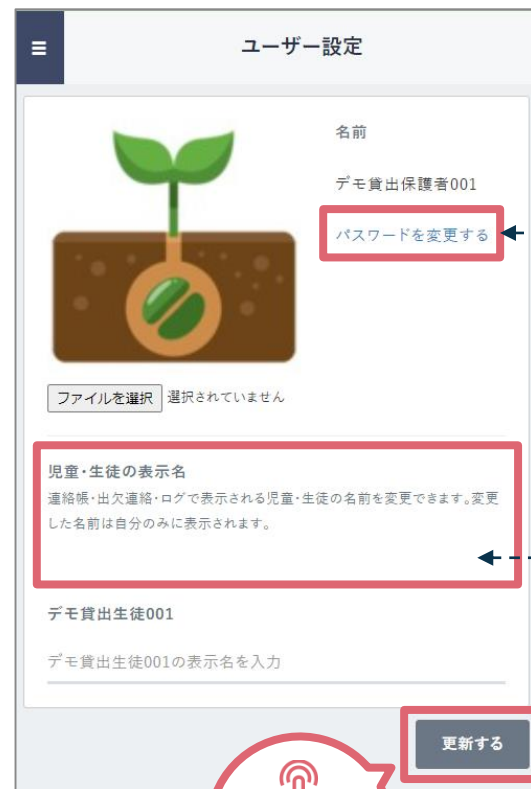 ユーザー設定
名前
デモ貸出保護者001
パスワードを変更する
ファイルを選択 選択されていません
児童・生徒の表示名
連絡帳・出欠連絡・ログで表示される児童・生徒の名前を変更できます。変更
した名前は自分のみに表示されます。
デモ貸出生徒001
デモ貸出生徒001の表示名を入力
更新する